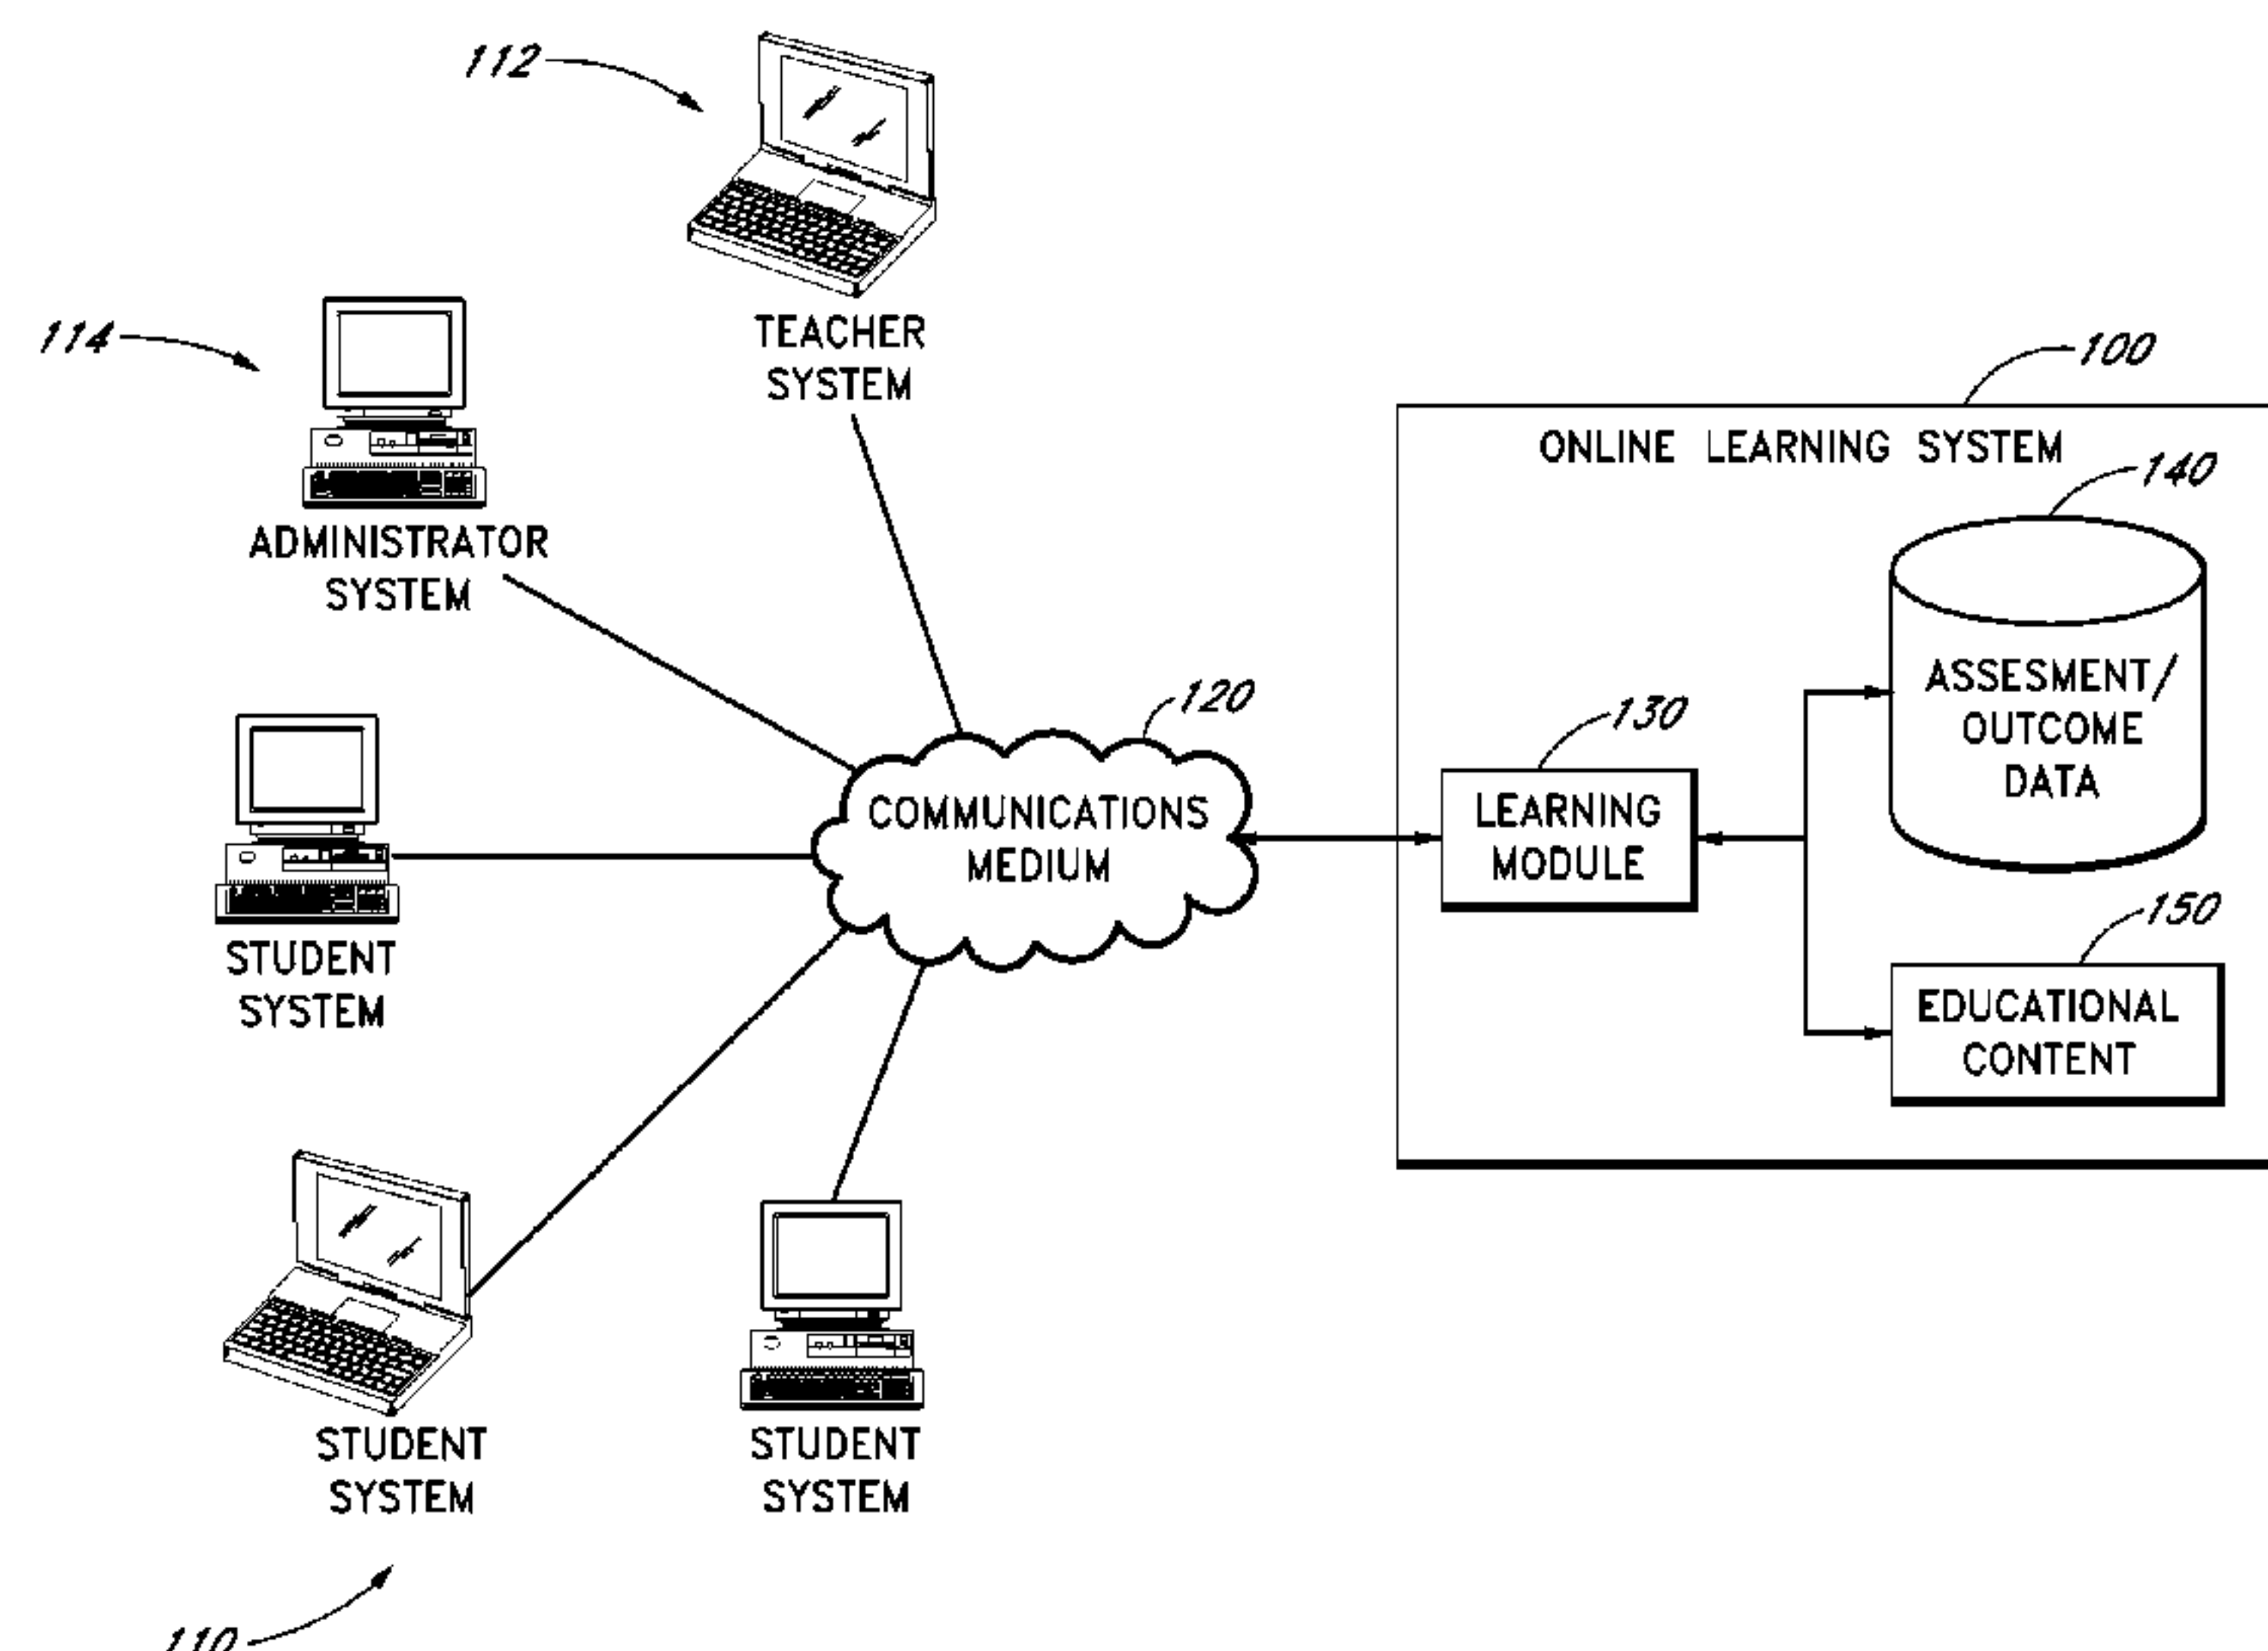 112
TEACHER
SYSTEM
114
ADMINISTRATOR
SYSTEM
STUDENT
SYSTEM
STUDENT
SYSTEM
STUDENT
SYSTEM
110
120
COMMUNICATIONS
MEDIUM
100
ONLINE LEARNING SYSTEM
130
LEARNING
MODULE
140
ASSESMENT/
OUTCOME
DATA
150
EDUCATIONAL
CONTENT